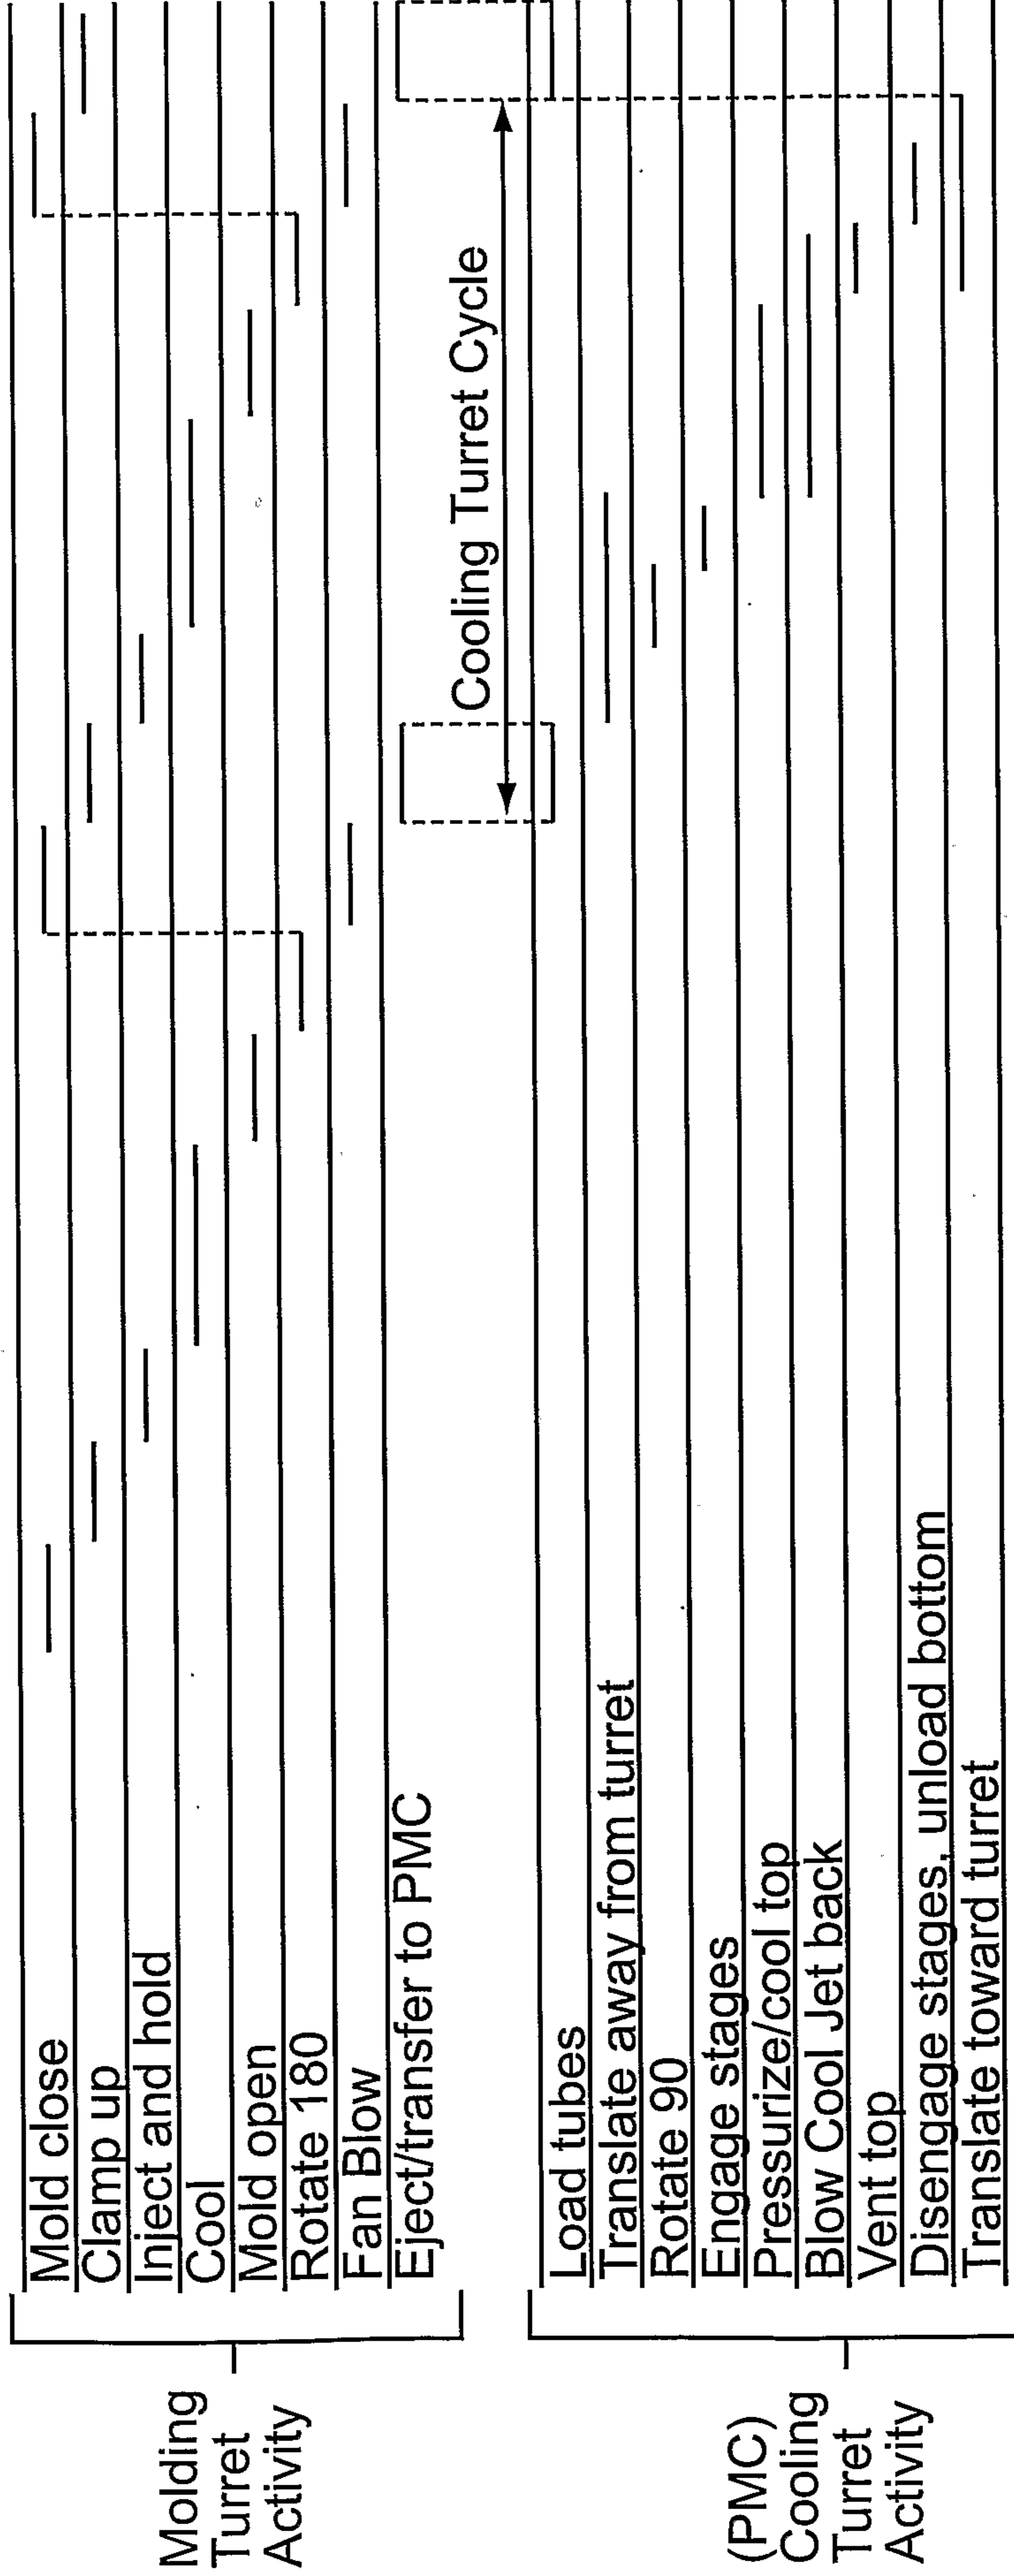 Molding
Turret
Activity
Mold close
Clamp up
Inject and hold
Cool
Mold open
Rotate 180
Fan Blow
Eject/transfer to PMC
Cooling Turret Cycle
(PMC)
Cooling
Turret
Activity
Load tubes
Translate away from turret
Rotate 90
Engage stages
Pressurize/cool top
Blow Cool Jet back
Vent top
Disengage stages, unload bottom
Translate toward turret